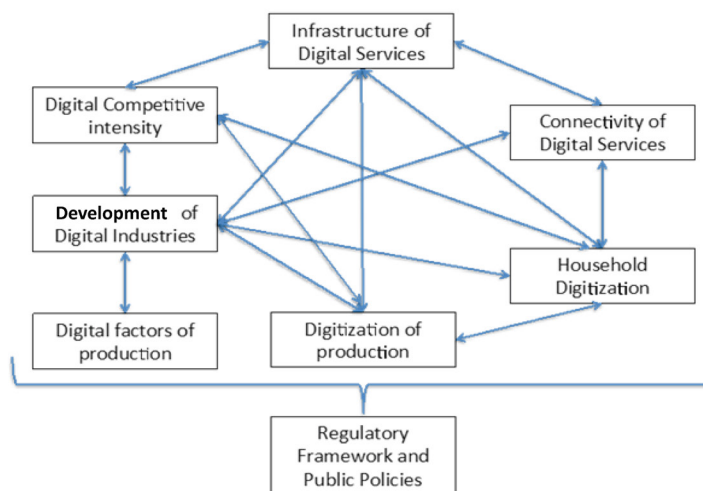 Infrastructure of
Digital Services
Digital Competitive
intensity
Connectivity of
Digital Services
Development of
Digital Industries
Household
Digitization
Digital factors of
production
Digitization of
production
Regulatory
Framework and
Public Policies